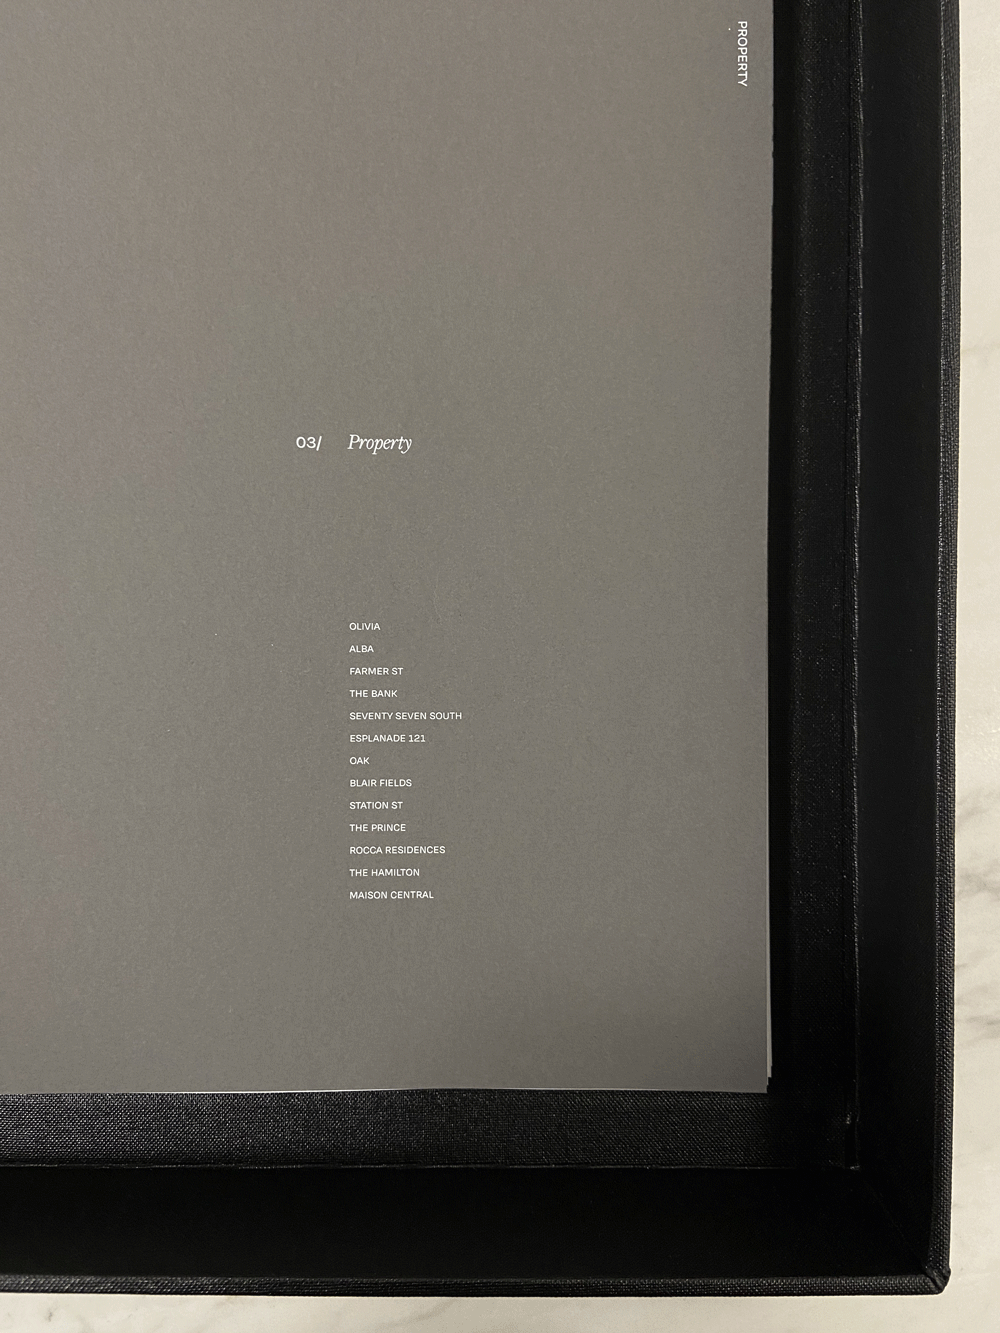 PROPERTY
03/ Property
OLIVIA
ALBA
FARMER ST
THE BANK
SEVENTY SEVEN SOUTH
ESPLANADE 121
OAK
BLAIR FIELDS
STATION ST
THE PRINCE
ROCCA RESIDENCES
THE HAMILTON
MAISON CENTRAL